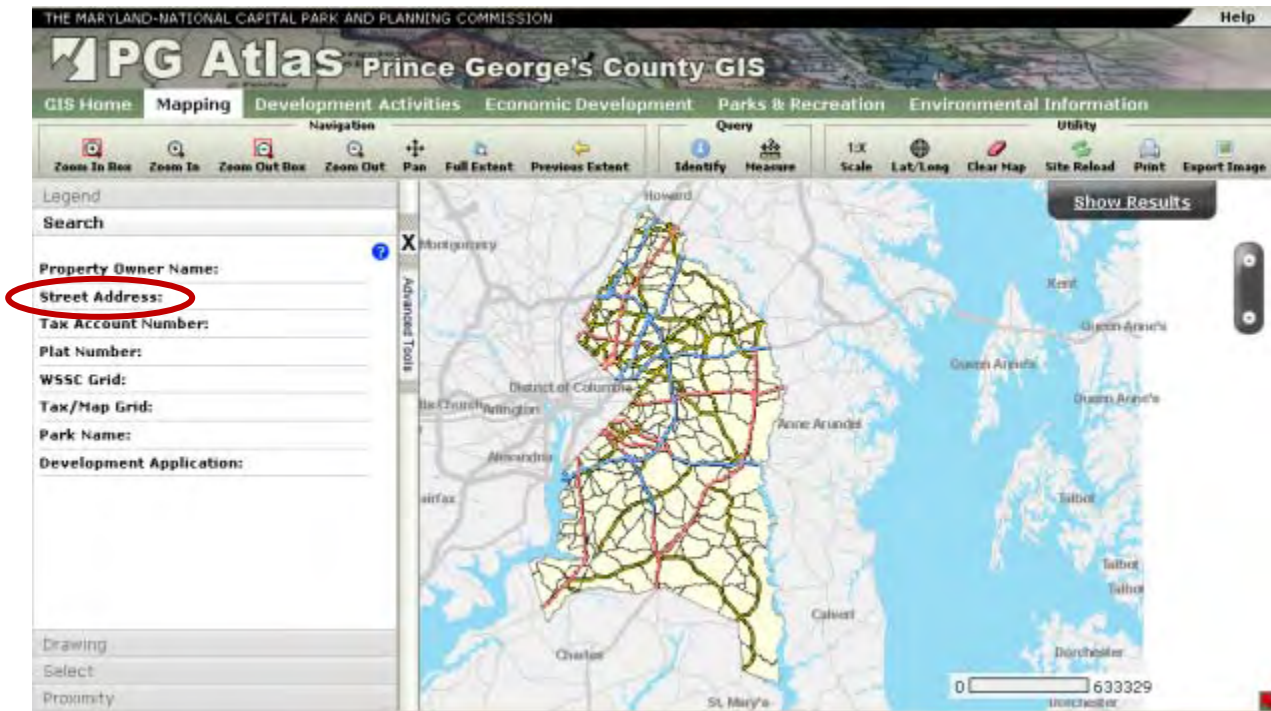 THE MARYLAND-NATIONAL CAPITAL PARK AND PLANNING COMMISSION
Help
PG Atlas Prince George's County GIS
GIS Home Mapping Development Activities Economic Development Parks & Recreation Environmental Information
Navigation Query Utility
Zoom In Box Zoom In Zoom Out Box Zoom Out Pan Full Extent Previous Extent Identify Measure 1:X Scale Lat/Long Clear Map Site Reload Print Export Image
Legend
Search
?
X
Advanced Tools
Property Owner Name:
Street Address:
Tax Account Number:
Plat Number:
WSSC Grid:
Tax/Map Grid:
Park Name:
Development Application:
Drawing
Select
Proximity
Show Results
Howard
Montgomery
Kent
Queen Anne's
Queen Anne's
Queen Anne's
District of Columbia
Church
Arlington
Anne Arundel
Alexandria
airfax
Talbot
Talbot
Talbot
Calvert
Charles
Dorchester
St. Mary's
0 633329
Dorchester